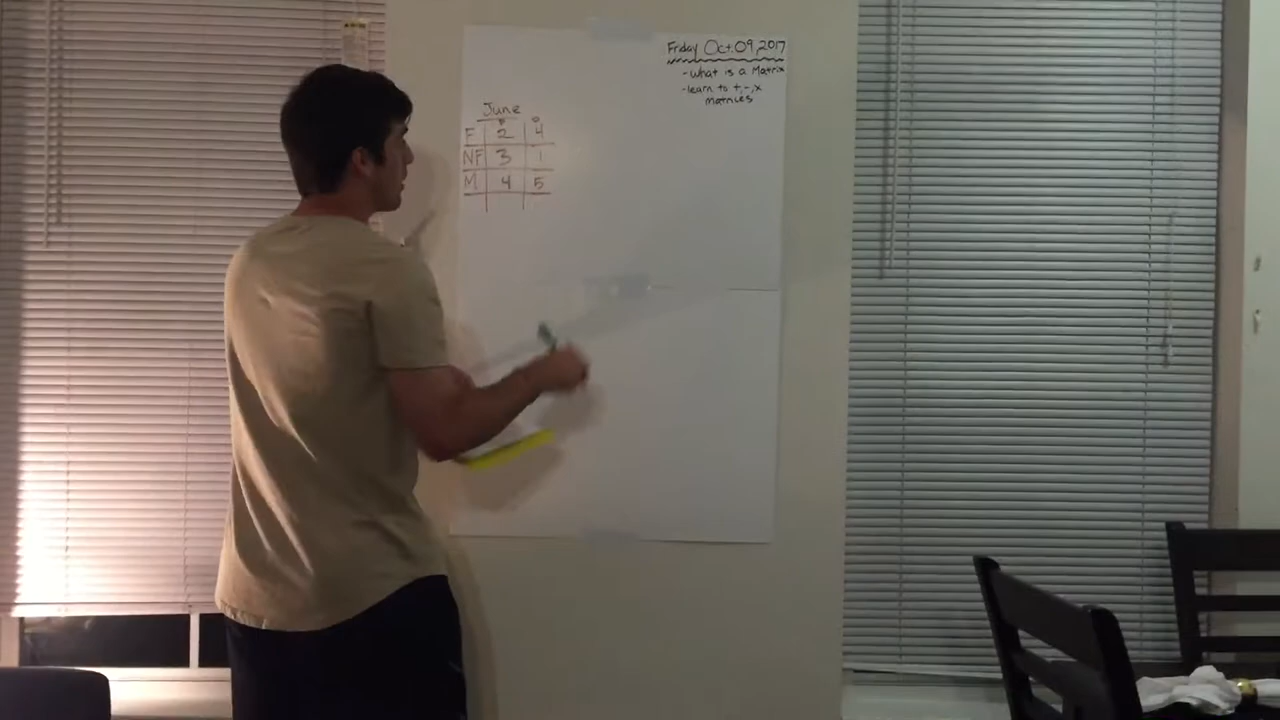 Friday Oct.09,2017
-what is a Matrix
-learn to +,-,x
matrices
June
F 2 4
NF 3 1
M 4 5